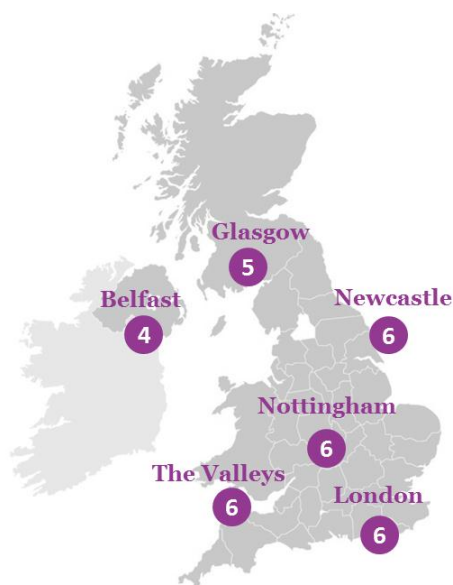 Glasgow
5
Belfast
4
Newcastle
6
Nottingham
6
The Valleys
6
London
6